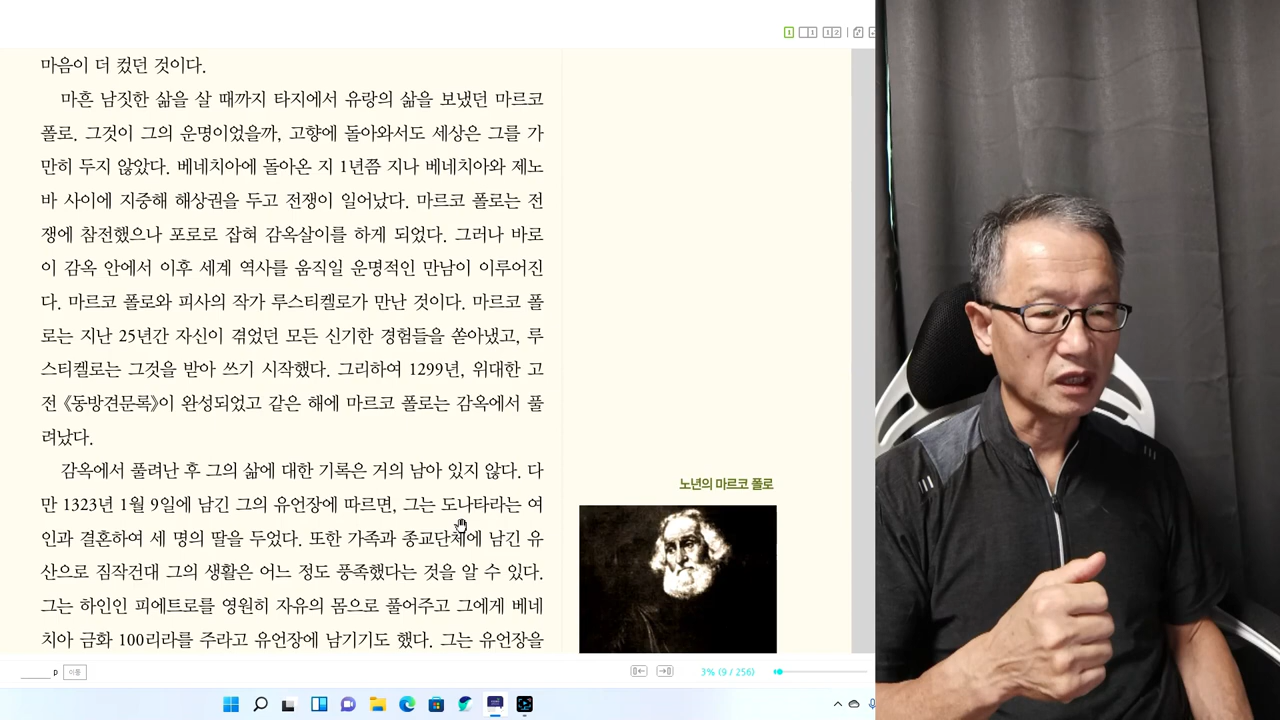 마음이 더 컸던 것이다.
마흔 남짓한 삶을 살 때까지 타지에서 유랑의 삶을 보냈던 마르코
폴로. 그것이 그의 운명이었을까, 고향에 돌아와서도 세상은 그를 가
만히 두지 않았다. 베네치아에 돌아온 지 1년쯤 지나 베네치아와 제노
바 사이에 지중해 해상권을 두고 전쟁이 일어났다. 마르코 폴로는 전
쟁에 참전했으나 포로로 잡혀 감옥살이를 하게 되었다. 그러나 바로
이 감옥 안에서 이후 세계 역사를 움직일 운명적인 만남이 이루어진
다. 마르코 폴로와 피사의 작가 루스티켈로가 만난 것이다. 마르코 폴
로는 지난 25년간 자신이 겪었던 모든 신기한 경험들을 쏟아냈고, 루
스티켈로는 그것을 받아 쓰기 시작했다. 그리하여 1299년, 위대한 고
전 《동방견문록》이 완성되었고 같은 해에 마르코 폴로는 감옥에서 풀
려났다.
감옥에서 풀려난 후 그의 삶에 대한 기록은 거의 남아 있지 않다. 다
만 1323년 1월 9일에 남긴 그의 유언장에 따르면, 그는 도나타라는 여
인과 결혼하여 세 명의 딸을 두었다. 또한 가족과 종교단체에 남긴 유
산으로 짐작건대 그의 생활은 어느 정도 풍족했다는 것을 알 수 있다.
그는 하인인 피에트로를 영원히 자유의 몸으로 풀어주고 그에게 베네
치아 금화 100리라를 주라고 유언장에 남기기도 했다. 그는 유언장을
노년의 마르코 폴로
p 이동
3% (9 / 256)